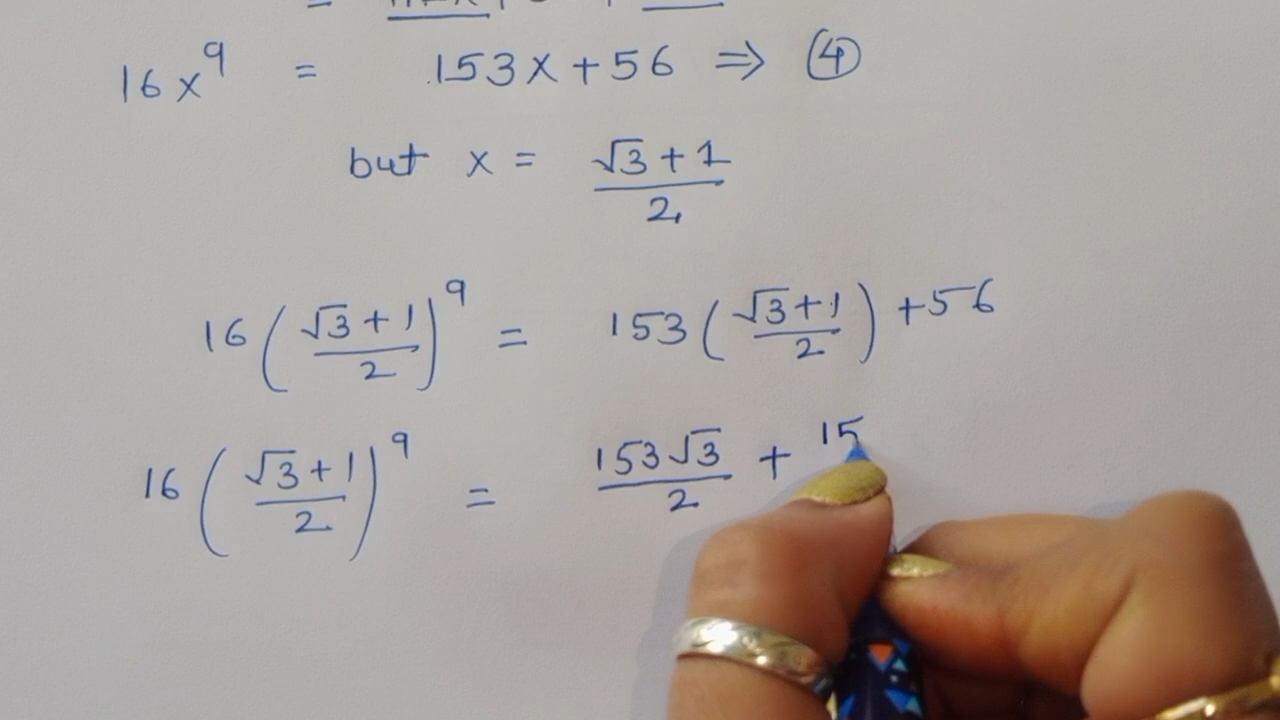 16x⁹ = 153x + 56 ⇒ ④
but x = (√3 + 1)/2
16((√3 + 1)/2)⁹ = 153((√3 + 1)/2) + 56
16((√3 + 1)/2)⁹ = 153√3/2 + 15